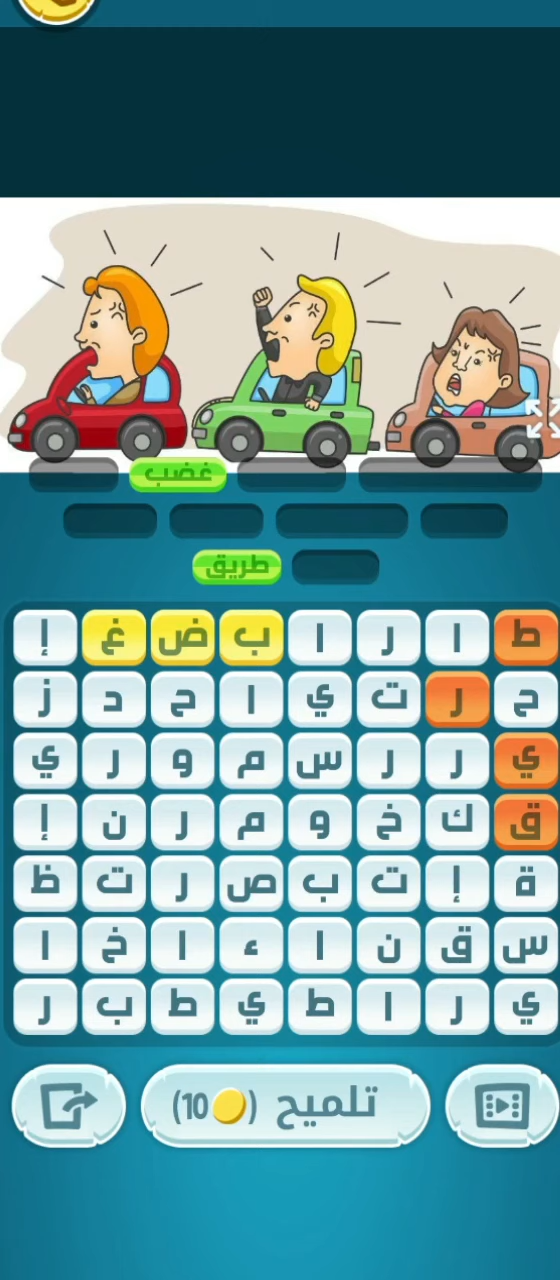 غضب
طريق
ط ا ر ا ب ض غ إ
ح ر ت ي ا ح د ز
ي ر ر س م و ر ي
ق ك خ و م ر ن إ
ة إ ت ب ص ر ت ظ
س ق ن ا ء ا خ ا
ي ر ا ط ي ط ب ر
تلميح (10)